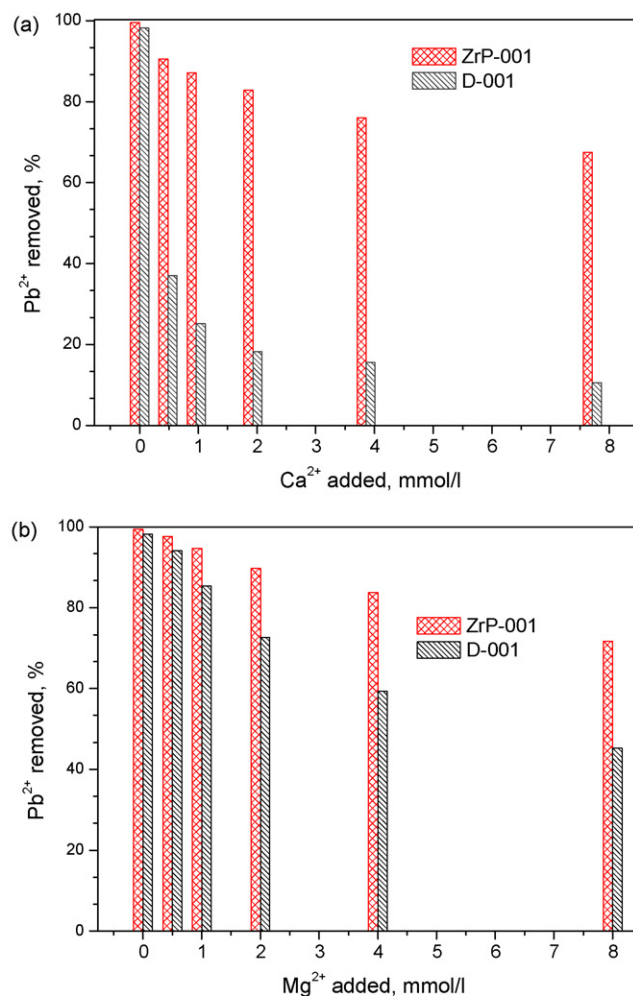 (a)
100
80
60
40
20
0
Pb²⁺ removed, %
ZrP-001
D-001
0 1 2 3 4 5 6 7 8
Ca²⁺ added, mmol/l
(b)
100
80
60
40
20
0
Pb²⁺ removed, %
ZrP-001
D-001
0 1 2 3 4 5 6 7 8
Mg²⁺ added, mmol/l